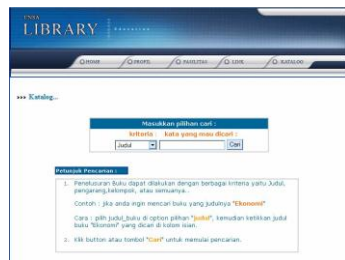 LIBRARY
HOME PROFIL FASILITAS LINK KATALOG
»»» Katalog...
Masukkan pilihan cari :
kriteria : kata yang mau dicari :
Judul Cari
Petunjuk Pencarian :
1. Penelusuran Buku dapat dilakukan dengan berbagai kriteria yaitu Judul,
pengarang,kelompok, atau semuanya.
Contoh : jika anda ingin mencari buku yang judulnya "Ekonomi"
Cara : pilih judul_buku di option pilihan "judul", kemudian ketikkan judul
buku "Ekonomi" yang dicari di kolom isian.
2. Klik button atau tombol "Cari" untuk memulai pencarian.